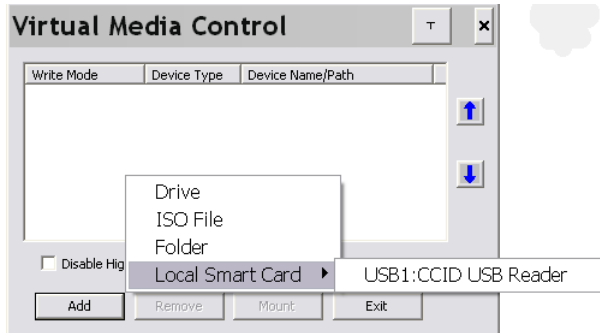 Virtual Media Control
T
×
Write Mode Device Type Device Name/Path
Drive
ISO File
Folder
Disable Hig
Local Smart Card
USB1:CCID USB Reader
Add Remove Mount Exit